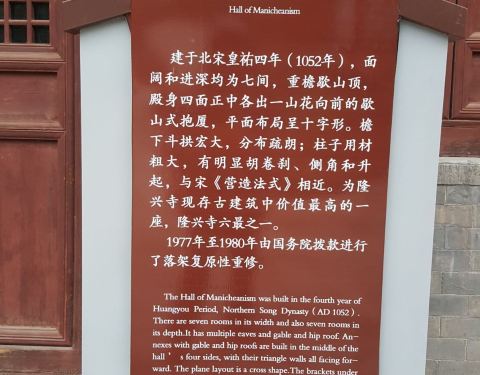 Hall of Manicheanism
建于北宋皇祐四年（1052年），面
阔和进深均为七间，重檐歇山顶，
殿身四面正中各出一山花向前的歇
山式抱厦，平面布局呈十字形。檐
下斗拱宏大，分布疏朗；柱子用材
粗大，有明显胡卷刹、侧角和升
起，与宋《营造法式》相近。为隆
兴寺现存古建筑中价值最高的一
座，隆兴寺六最之一。
1977年至1980年由国务院拨款进行
了落架复原性重修。
The Hall of Manicheanism was built in the fourth year of
Huangyou Period, Northern Song Dynasty (AD 1052).
There are seven rooms in its width and also seven rooms in
its depth.It has multiple eaves and gable and hip roof. An-
nexes with gable and hip roofs are built in the middle of the
hall ' s four sides, with their triangle walls all facing for-
ward. The plane layout is a cross shape.The brackets under